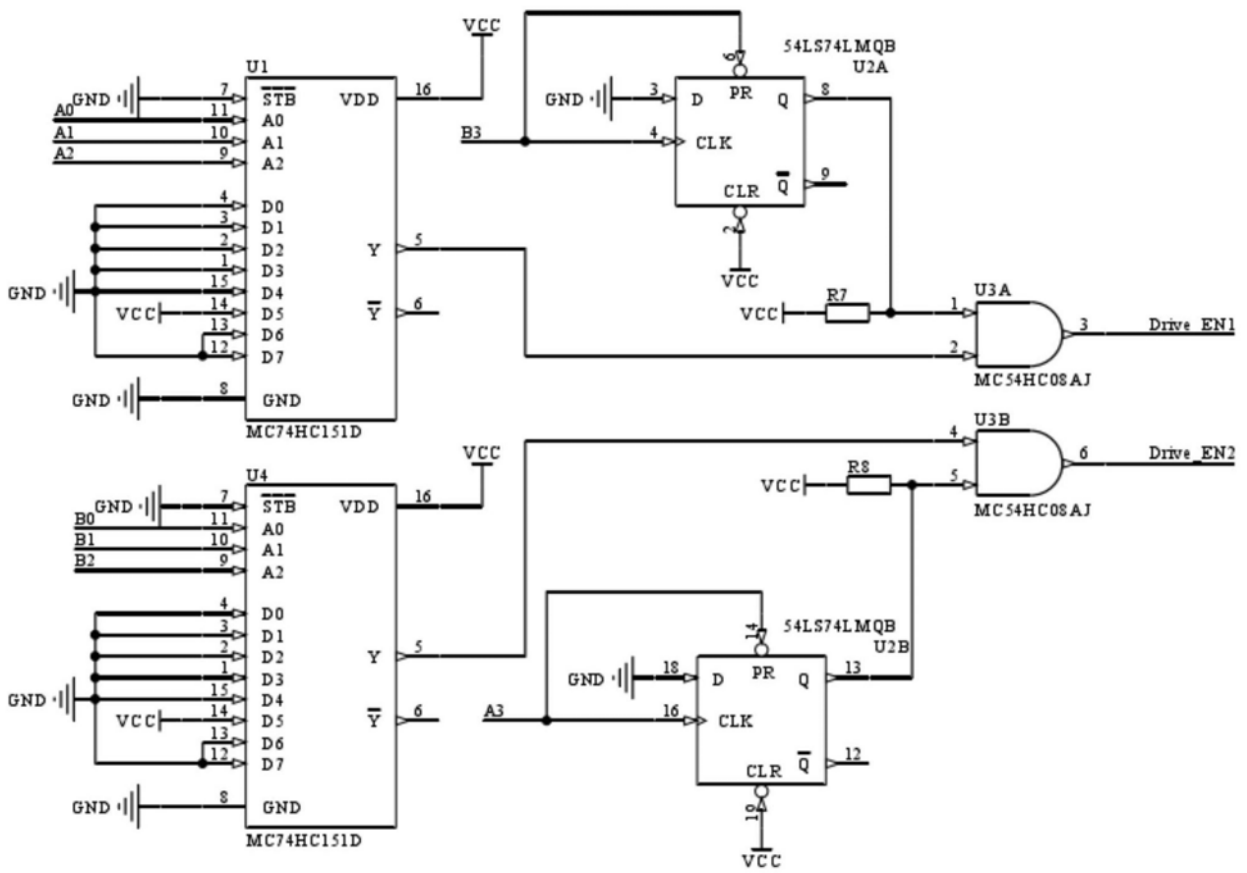 VCC
54LS74LMQB
U2A
U1
6
GND
7
STB
VDD
16
GND
3
D
PR
Q
8
A0
11
A0
A1
10
A1
B3
4
CLK
A2
9
A2
CLR
Q
9
4
D0
3
D1
2
2
D2
Y
5
1
D3
VCC
GND
15
D4
R7
U3A
VCC
14
D5
Y
6
VCC
1
13
D6
3
Drive_EN1
12
D7
2
MC54HC08AJ
GND
8
GND
U3B
MC74HC151D
4
VCC
6
Drive_EN2
U4
R8
VCC
5
GND
7
STB
VDD
16
MC54HC08AJ
B0
11
A0
B1
10
A1
B2
9
A2
4
D0
3
D1
14
54LS74LMQB
U2B
2
D2
Y
5
1
D3
GND
18
D
PR
Q
13
GND
15
D4
VCC
14
D5
Y
6
A3
16
CLK
13
D6
12
D7
Q
12
CLR
GND
8
GND
19
MC74HC151D
VCC